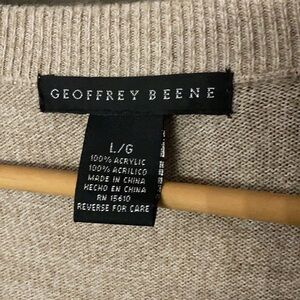 GEOFFREY BEENE
L/G
100% ACRYLIC
100% ACRILICO
MADE IN CHINA
HECHO EN CHINA
RN 15610
REVERSE FOR CARE